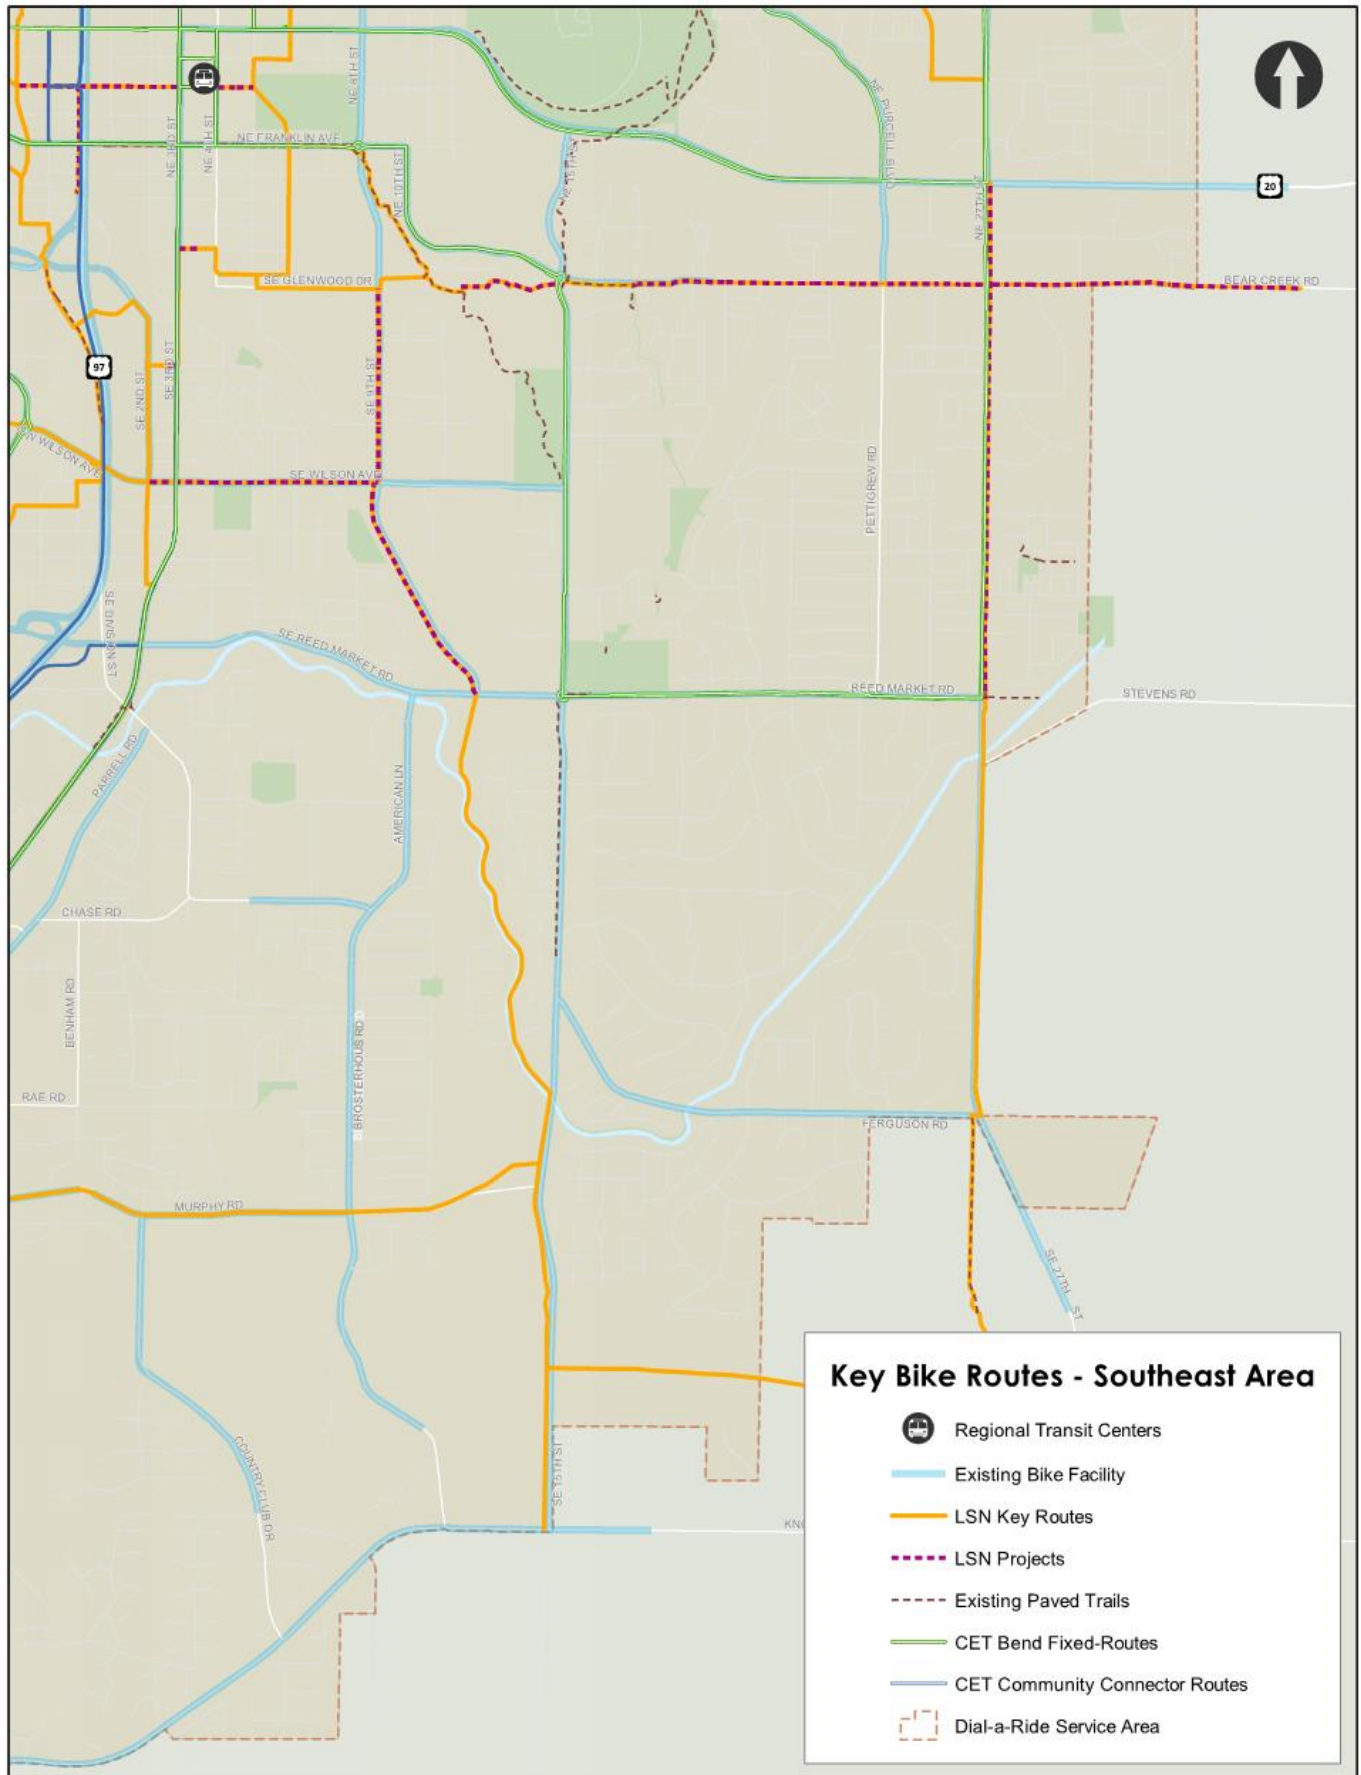 NE 8TH ST
NE PURCELL BLVD
NE 3RD ST
NE 4TH ST
NE FRANKLIN AVE
NE 10TH ST
NE 15TH ST
NE 27TH ST
20
SE GLENWOOD DR
BEAR CREEK RD
97
SE 2ND ST
SE 3RD ST
SE 9TH ST
SW WILSON AVE
SE WILSON AVE
PETTIGREW RD
SE DIVISION ST
SE REED MARKET RD
REED MARKET RD
STEVENS RD
PARRELL RD
AMERICAN LN
CHASE RD
BENHAM RD
BROSTERHOUS RD
RAE RD
FERGUSON RD
MURPHY RD
SE 27TH ST
COUNTRY CLUB DR
SE 15TH ST
Key Bike Routes - Southeast Area
Regional Transit Centers
Existing Bike Facility
LSN Key Routes
LSN Projects
Existing Paved Trails
CET Bend Fixed-Routes
CET Community Connector Routes
Dial-a-Ride Service Area